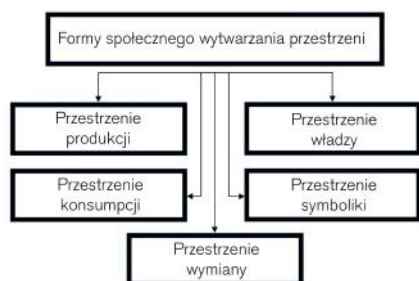 Formy społecznego wytwarzania przestrzeni
Przestrzenie
produkcji
Przestrzenie
władzy
Przestrzenie
konsumpcji
Przestrzenie
symboliki
Przestrzenie
wymiany